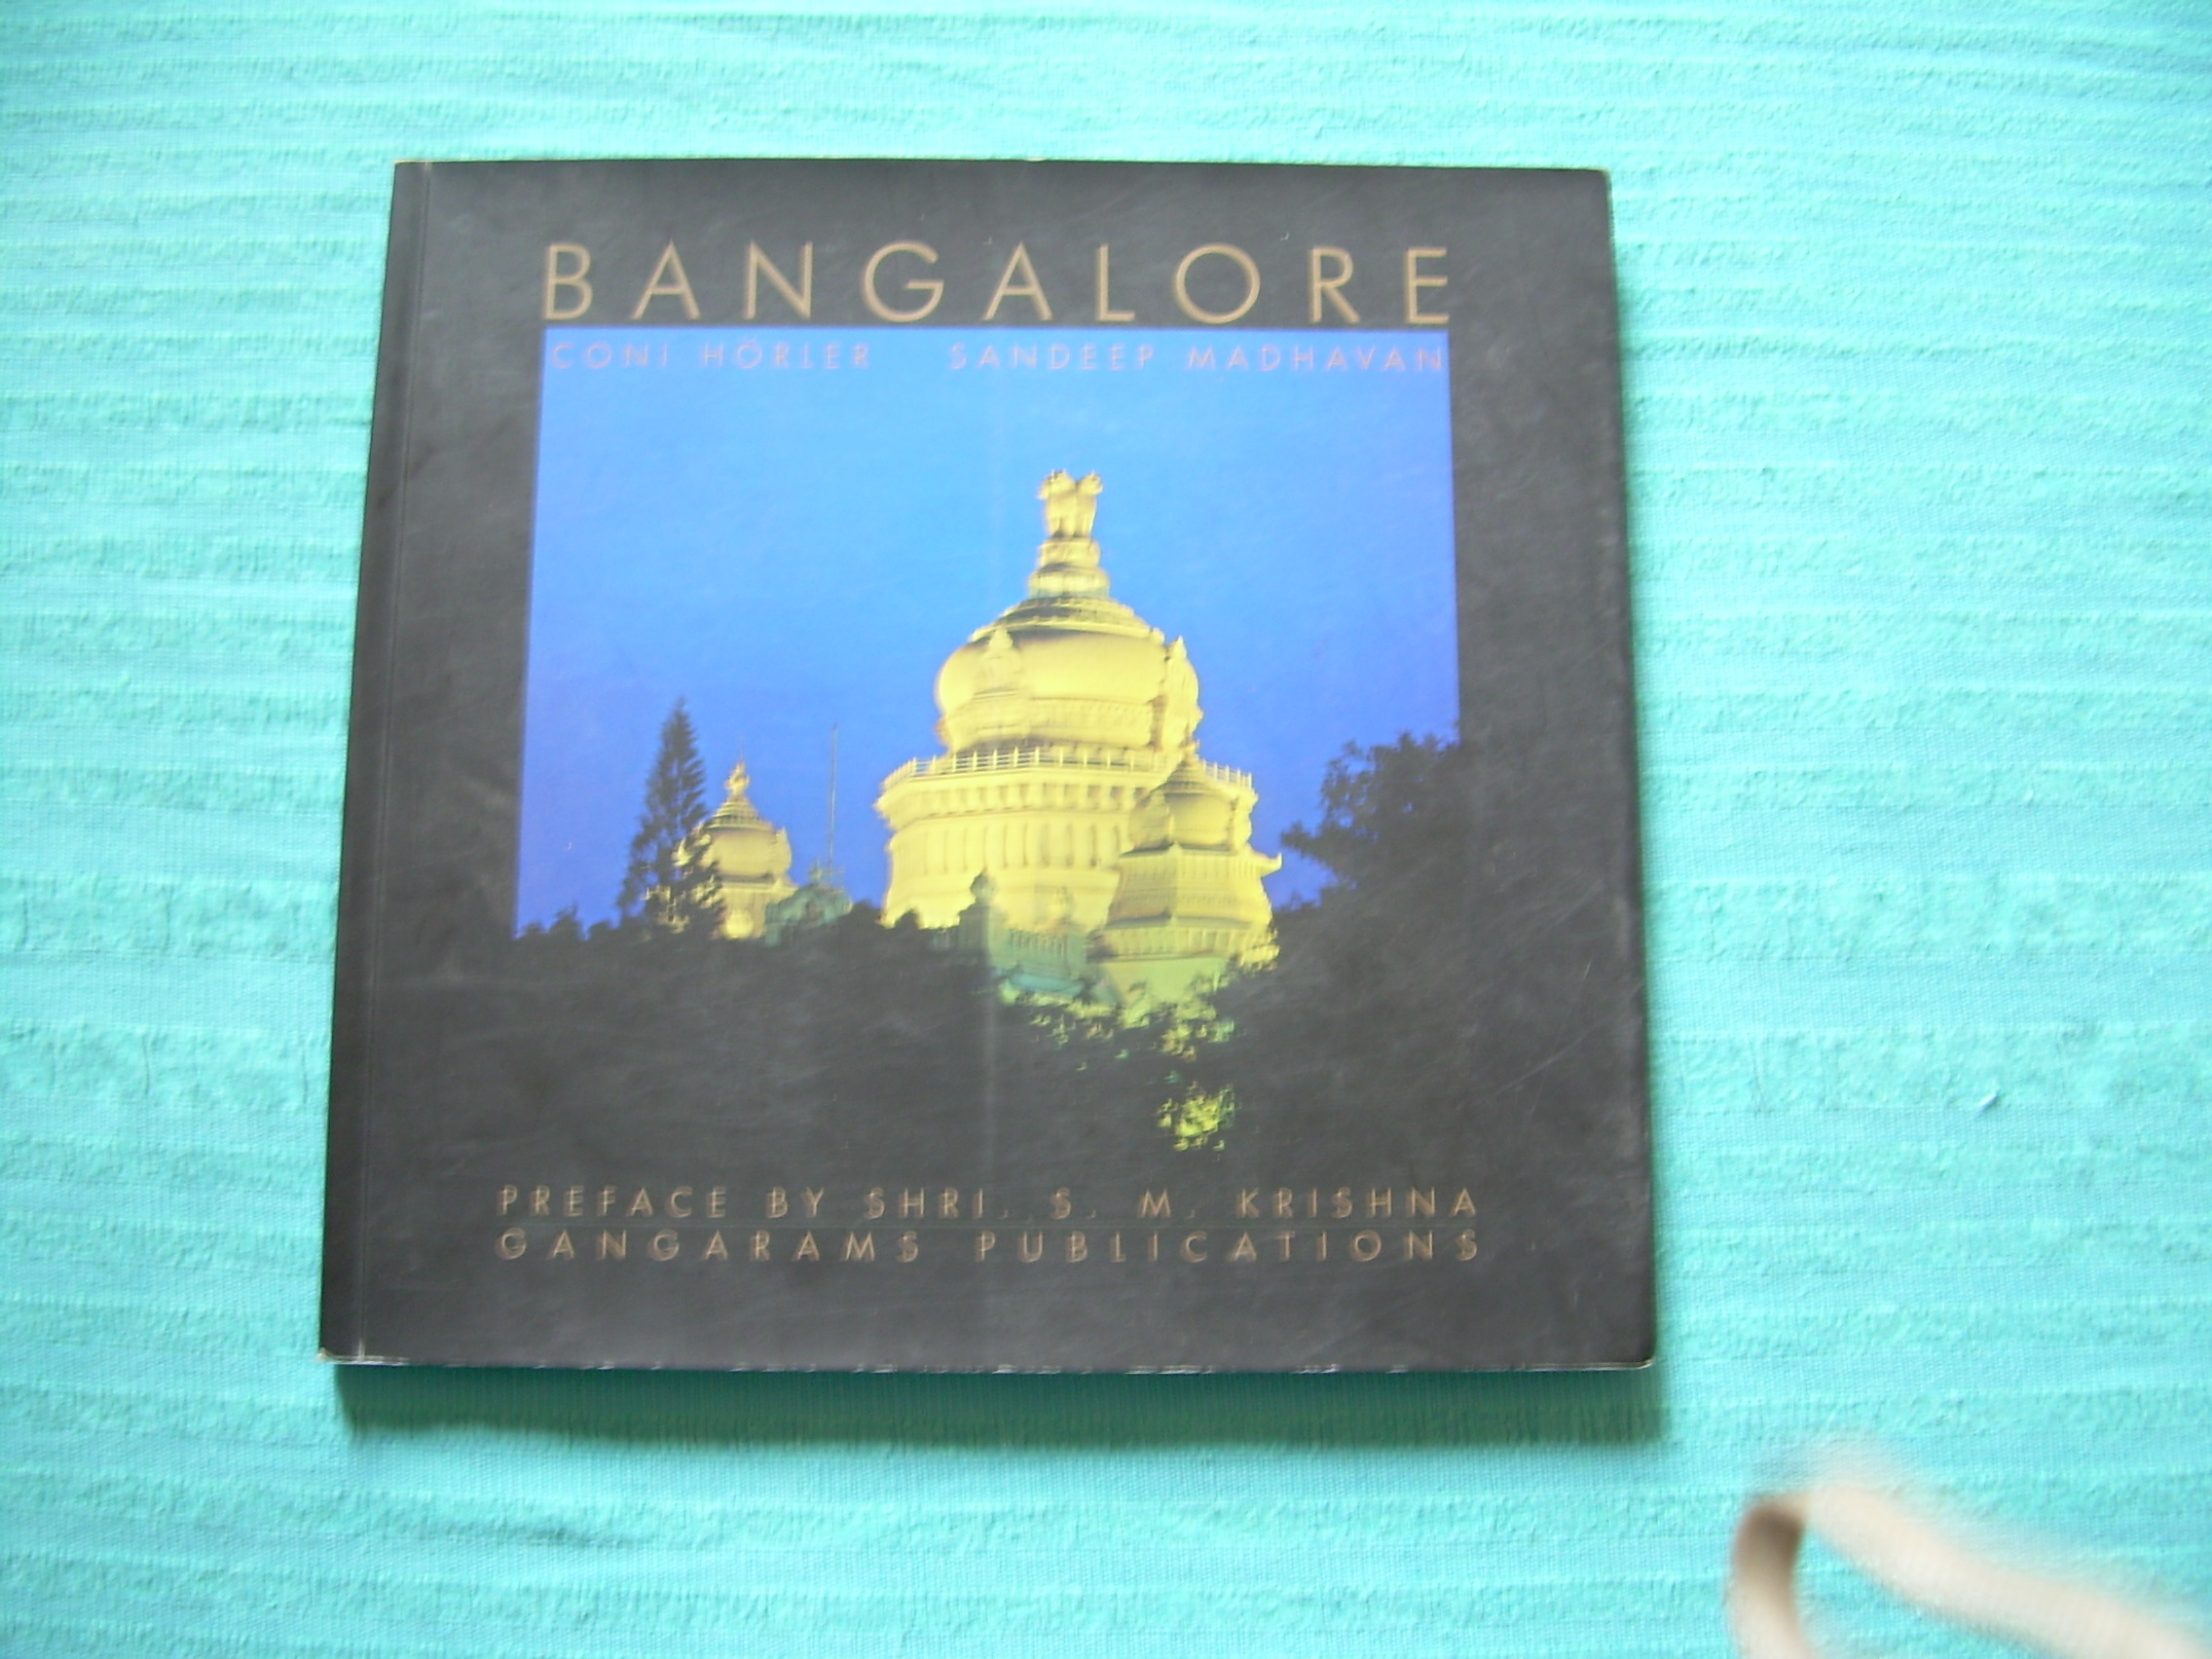 BANGALORE
CONI HÖRLER SANDEEP MADHAVAN
PREFACE BY SHRI. S. M. KRISHNA
GANGARAMS PUBLICATIONS